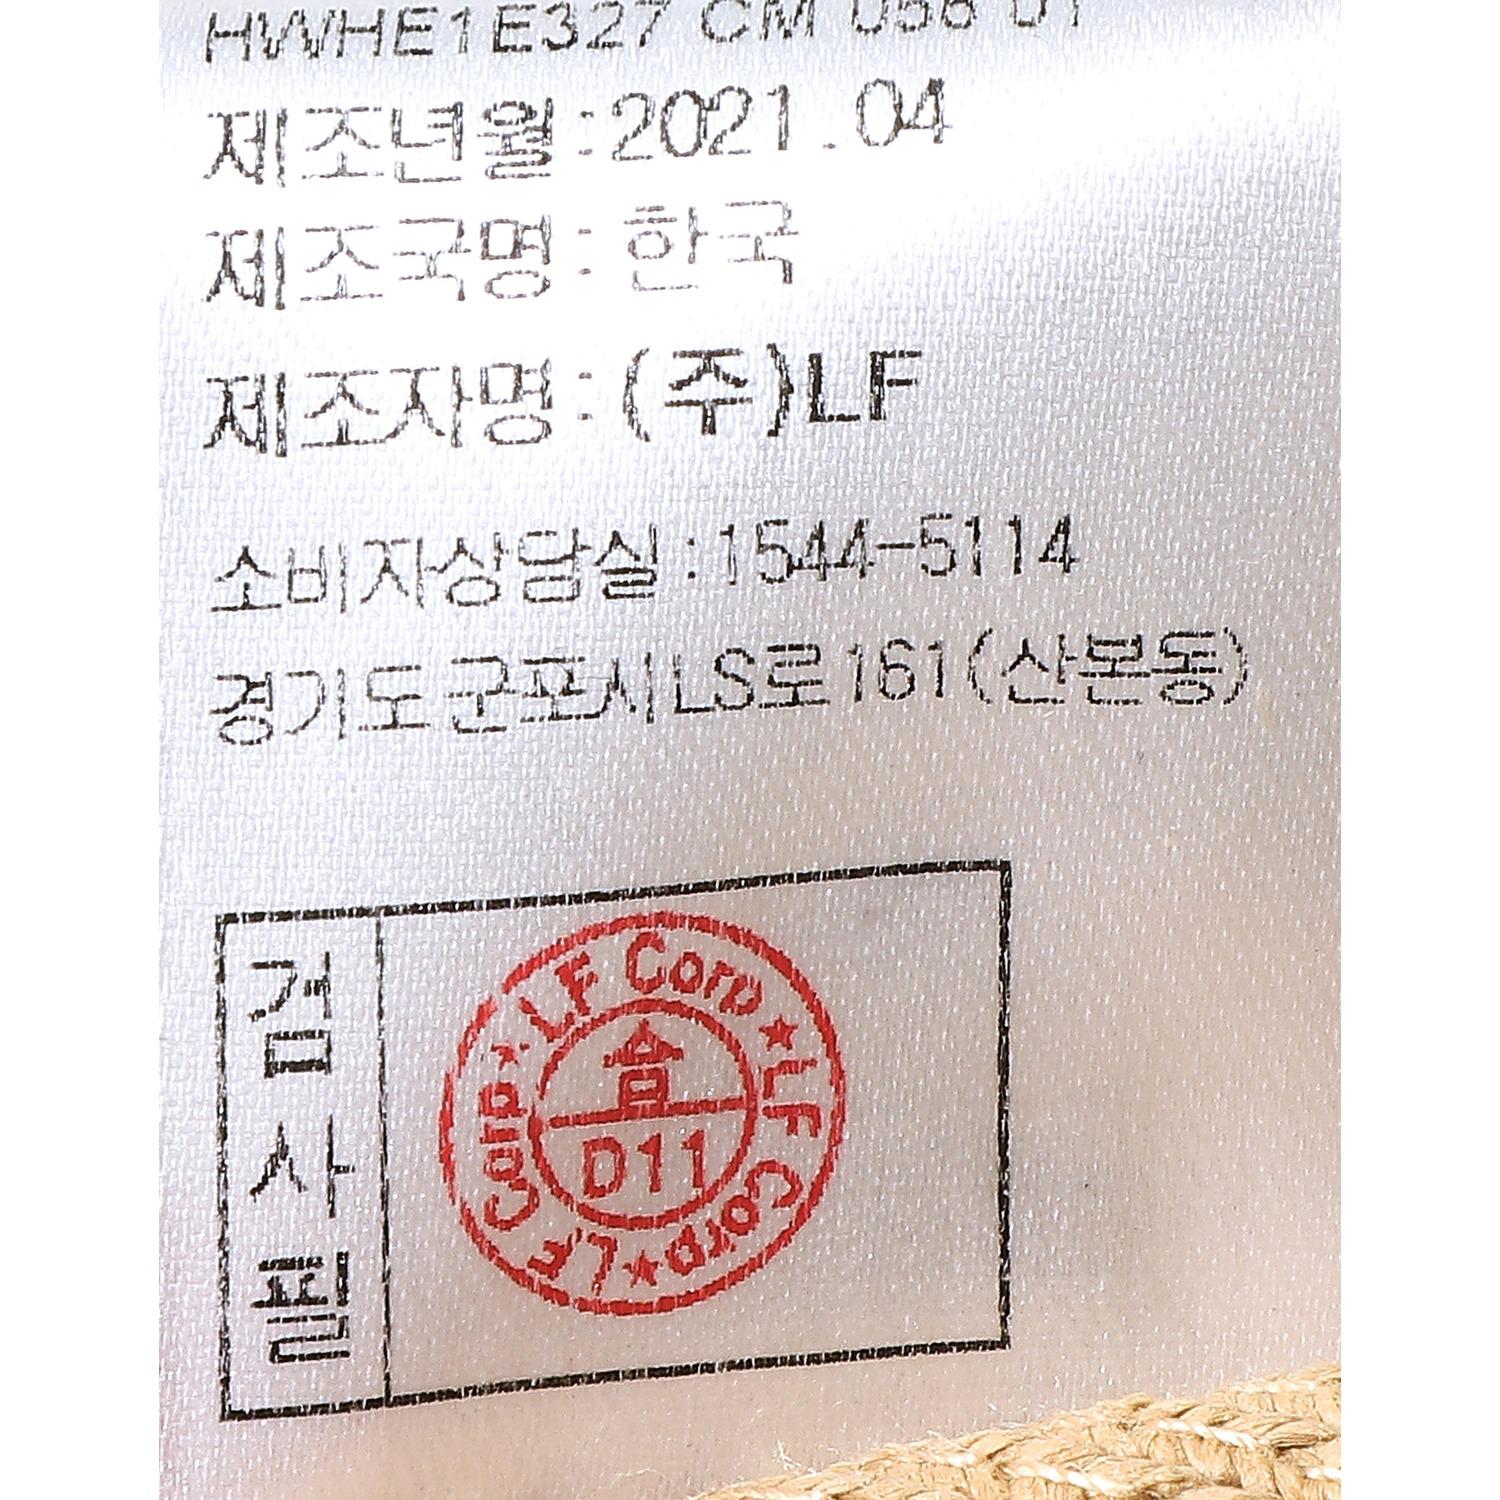 HWHE1E327 CM 056 01
제조년월:2021.04
제조국명:한국
제조자명:(주)LF
소비자상담실:1544-5114
경기도군포시LS로161(산본동)
검사필
LF Corp★LF Corp★LF Corp★
合
D11